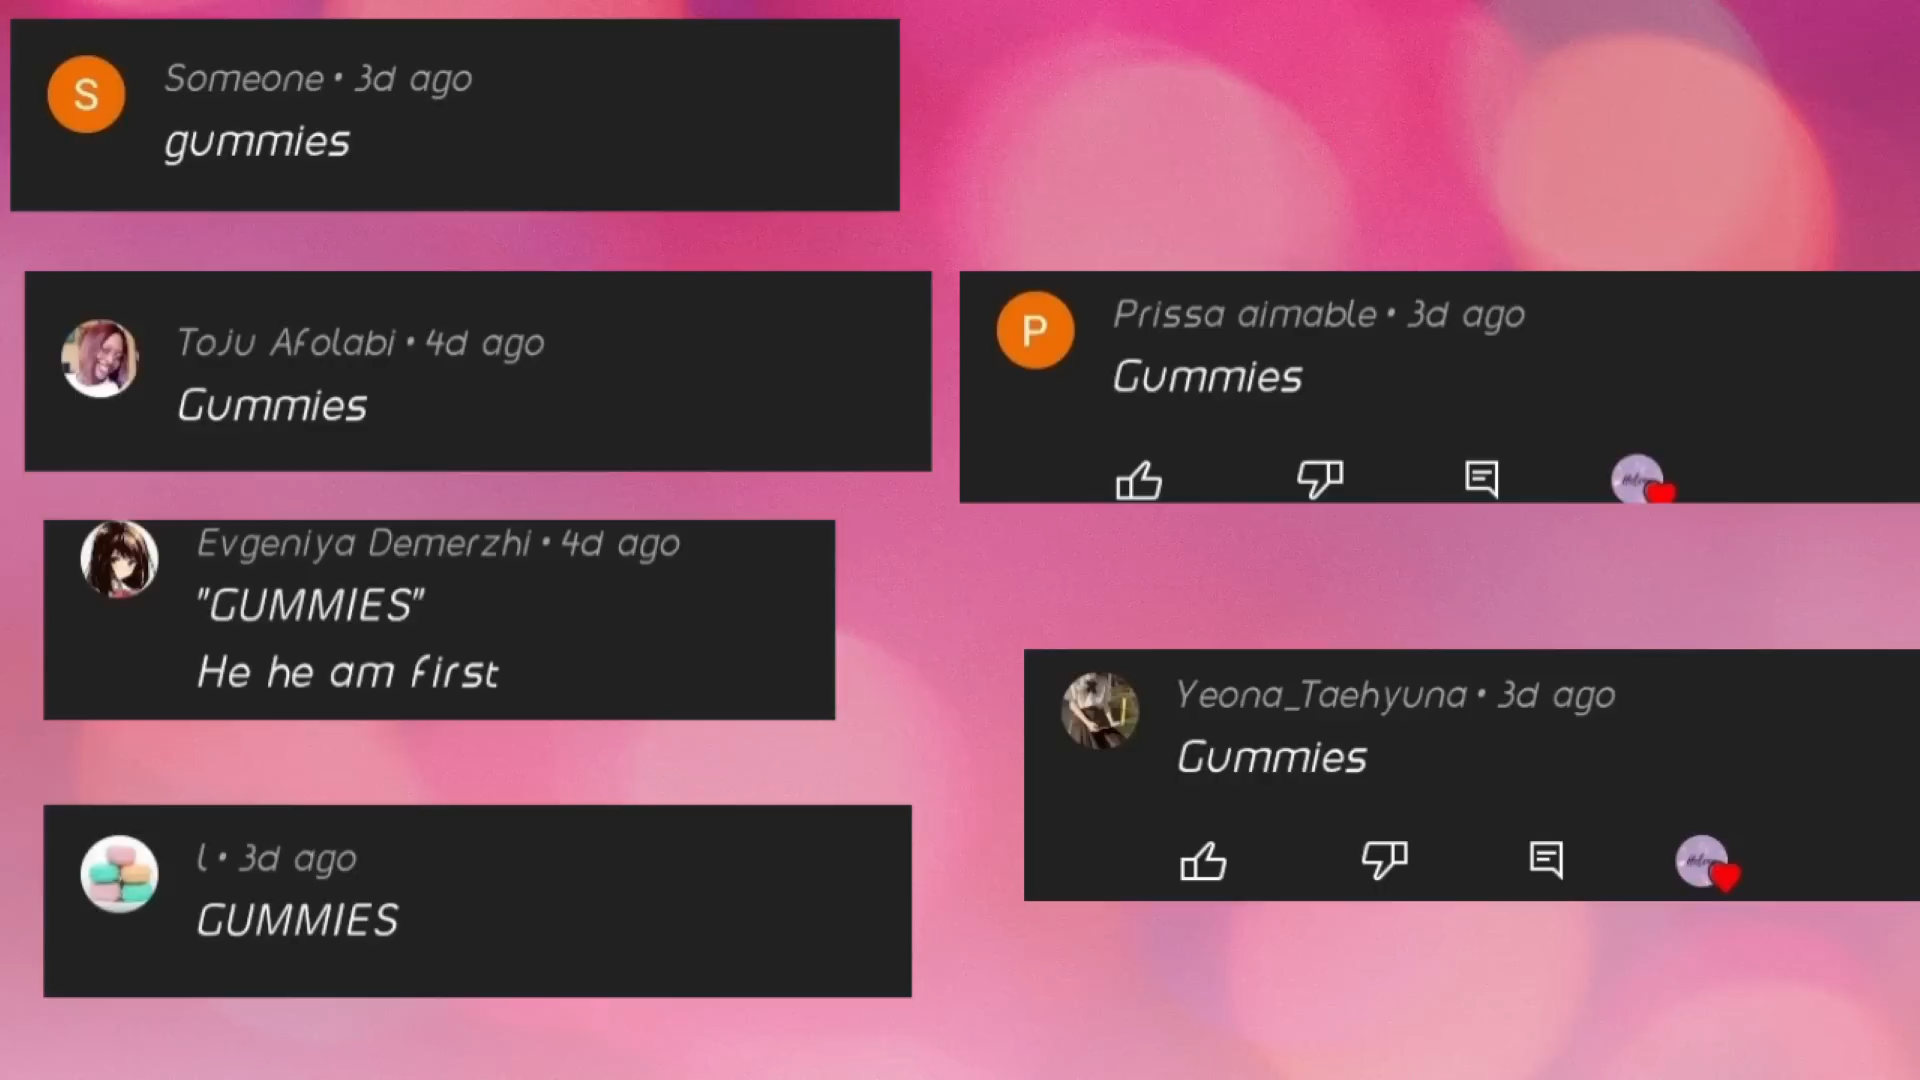 S
Someone • 3d ago
gummies
Toju Afolabi • 4d ago
Gummies
Evgeniya Demerzhi • 4d ago
"GUMMIES"
He he am first
l • 3d ago
GUMMIES
P
Prissa aimable • 3d ago
Gummies
Yeona_Taehyuna • 3d ago
Gummies